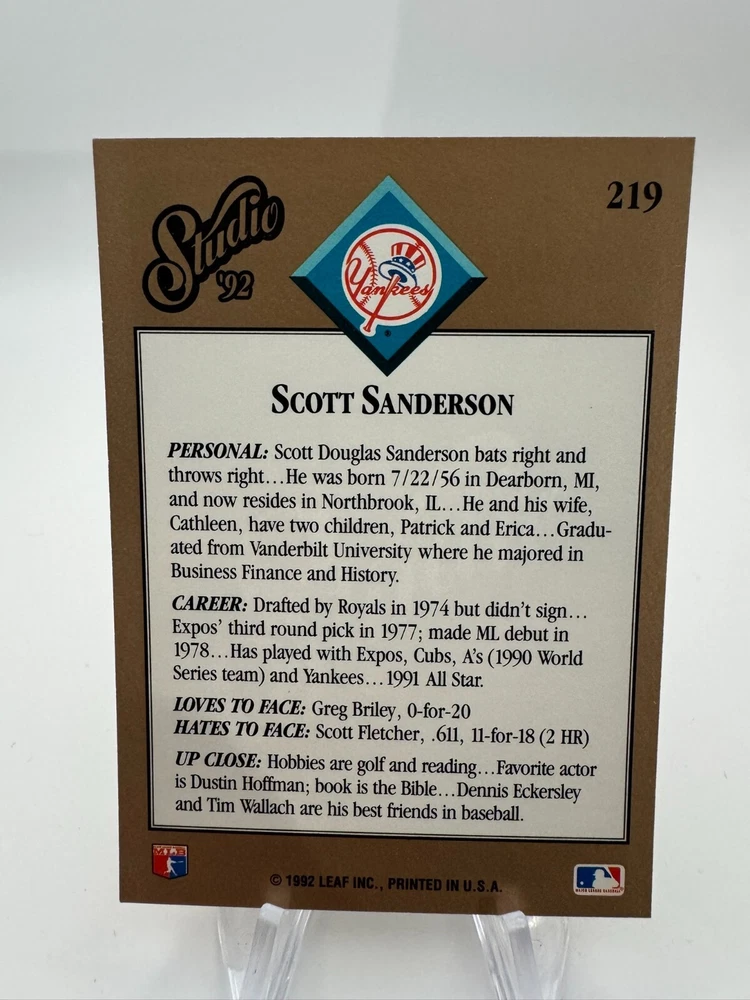 Studio
'92
219
Yankees
SCOTT SANDERSON
PERSONAL: Scott Douglas Sanderson bats right and
throws right...He was born 7/22/56 in Dearborn, MI,
and now resides in Northbrook, IL...He and his wife,
Cathleen, have two children, Patrick and Erica...Gradu-
ated from Vanderbilt University where he majored in
Business Finance and History.
CAREER: Drafted by Royals in 1974 but didn't sign...
Expos' third round pick in 1977; made ML debut in
1978...Has played with Expos, Cubs, A's (1990 World
Series team) and Yankees...1991 All Star.
LOVES TO FACE: Greg Briley, 0-for-20
HATES TO FACE: Scott Fletcher, .611, 11-for-18 (2 HR)
UP CLOSE: Hobbies are golf and reading...Favorite actor
is Dustin Hoffman; book is the Bible...Dennis Eckersley
and Tim Wallach are his best friends in baseball.
MLB
© 1992 LEAF INC., PRINTED IN U.S.A.
MAJOR LEAGUE BASEBALL